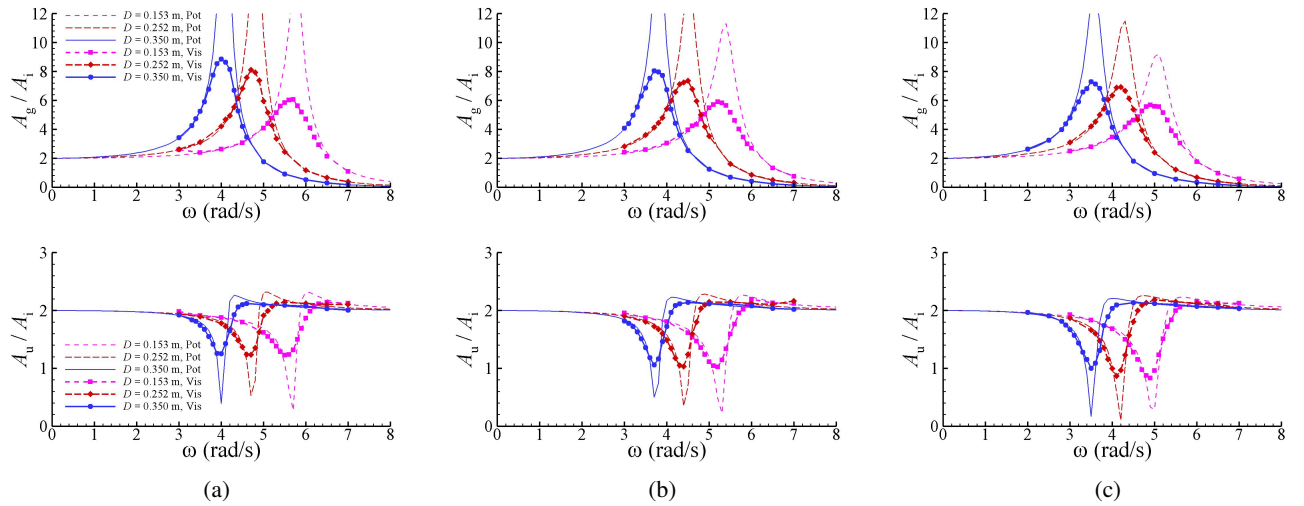 12
10
8
6
4
2
0
A_g / A_i
D = 0.153 m, Pot
D = 0.252 m, Pot
D = 0.350 m, Pot
D = 0.153 m, Vis
D = 0.252 m, Vis
D = 0.350 m, Vis
0 1 2 3 4 5 6 7 8
ω (rad/s)
12
10
8
6
4
2
0
A_g / A_i
0 1 2 3 4 5 6 7 8
ω (rad/s)
12
10
8
6
4
2
0
A_g / A_i
0 1 2 3 4 5 6 7 8
ω (rad/s)
3
2
1
0
A_u / A_i
D = 0.153 m, Pot
D = 0.252 m, Pot
D = 0.350 m, Pot
D = 0.153 m, Vis
D = 0.252 m, Vis
D = 0.350 m, Vis
0 1 2 3 4 5 6 7 8
ω (rad/s)
(a)
3
2
1
0
A_u / A_i
0 1 2 3 4 5 6 7 8
ω (rad/s)
(b)
3
2
1
0
A_u / A_i
0 1 2 3 4 5 6 7 8
ω (rad/s)
(c)